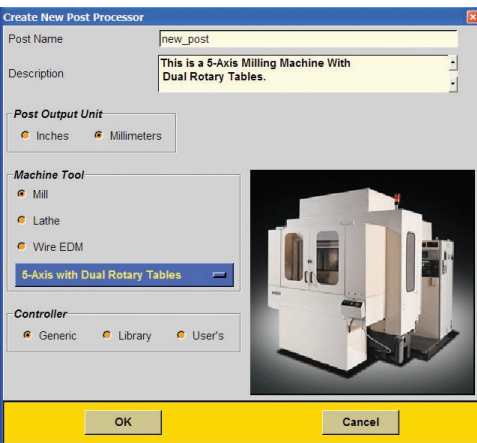 Create New Post Processor
Post Name
new_post
Description
This is a 5-Axis Milling Machine With
Dual Rotary Tables.
Post Output Unit
Inches
Millimeters
Machine Tool
Mill
Lathe
Wire EDM
5-Axis with Dual Rotary Tables
Controller
Generic
Library
User's
OK
Cancel